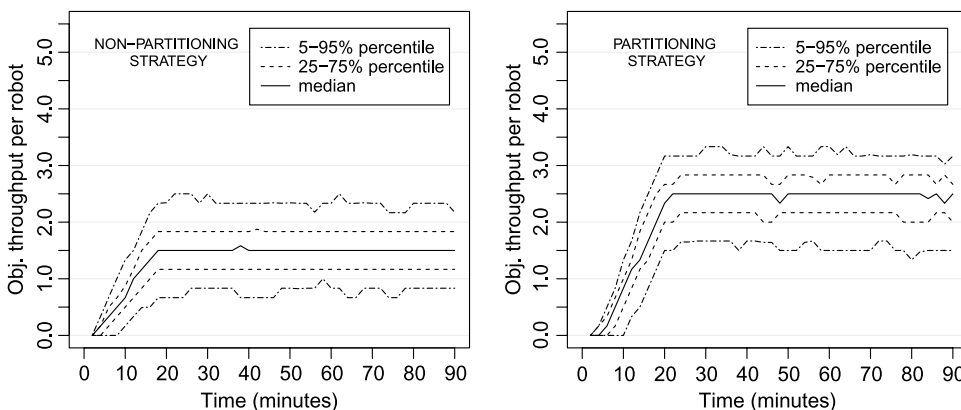 NON-PARTITIONING
STRATEGY
5−95% percentile
25−75% percentile
median
Obj. throughput per robot
0.0 1.0 2.0 3.0 4.0 5.0
0 10 20 30 40 50 60 70 80 90
Time (minutes)
PARTITIONING
STRATEGY
5−95% percentile
25−75% percentile
median
Obj. throughput per robot
0.0 1.0 2.0 3.0 4.0 5.0
0 10 20 30 40 50 60 70 80 90
Time (minutes)